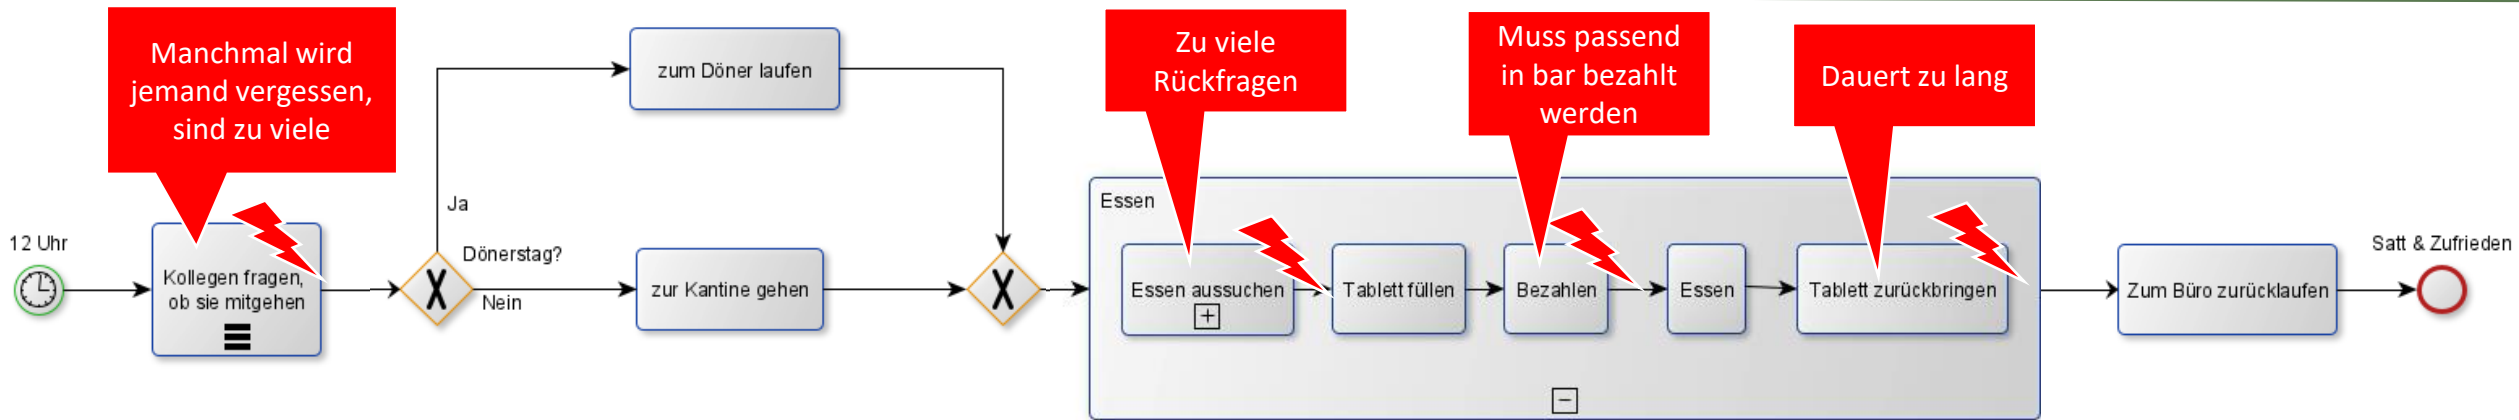 Manchmal wird
jemand vergessen,
sind zu viele
zum Döner laufen
Zu viele
Rückfragen
Muss passend
in bar bezahlt
werden
Dauert zu lang
12 Uhr
Kollegen fragen,
ob sie mitgehen
Ja
Dönerstag?
Nein
zur Kantine gehen
Essen
Essen aussuchen
Tablett füllen
Bezahlen
Essen
Tablett zurückbringen
Zum Büro zurücklaufen
Satt & Zufrieden